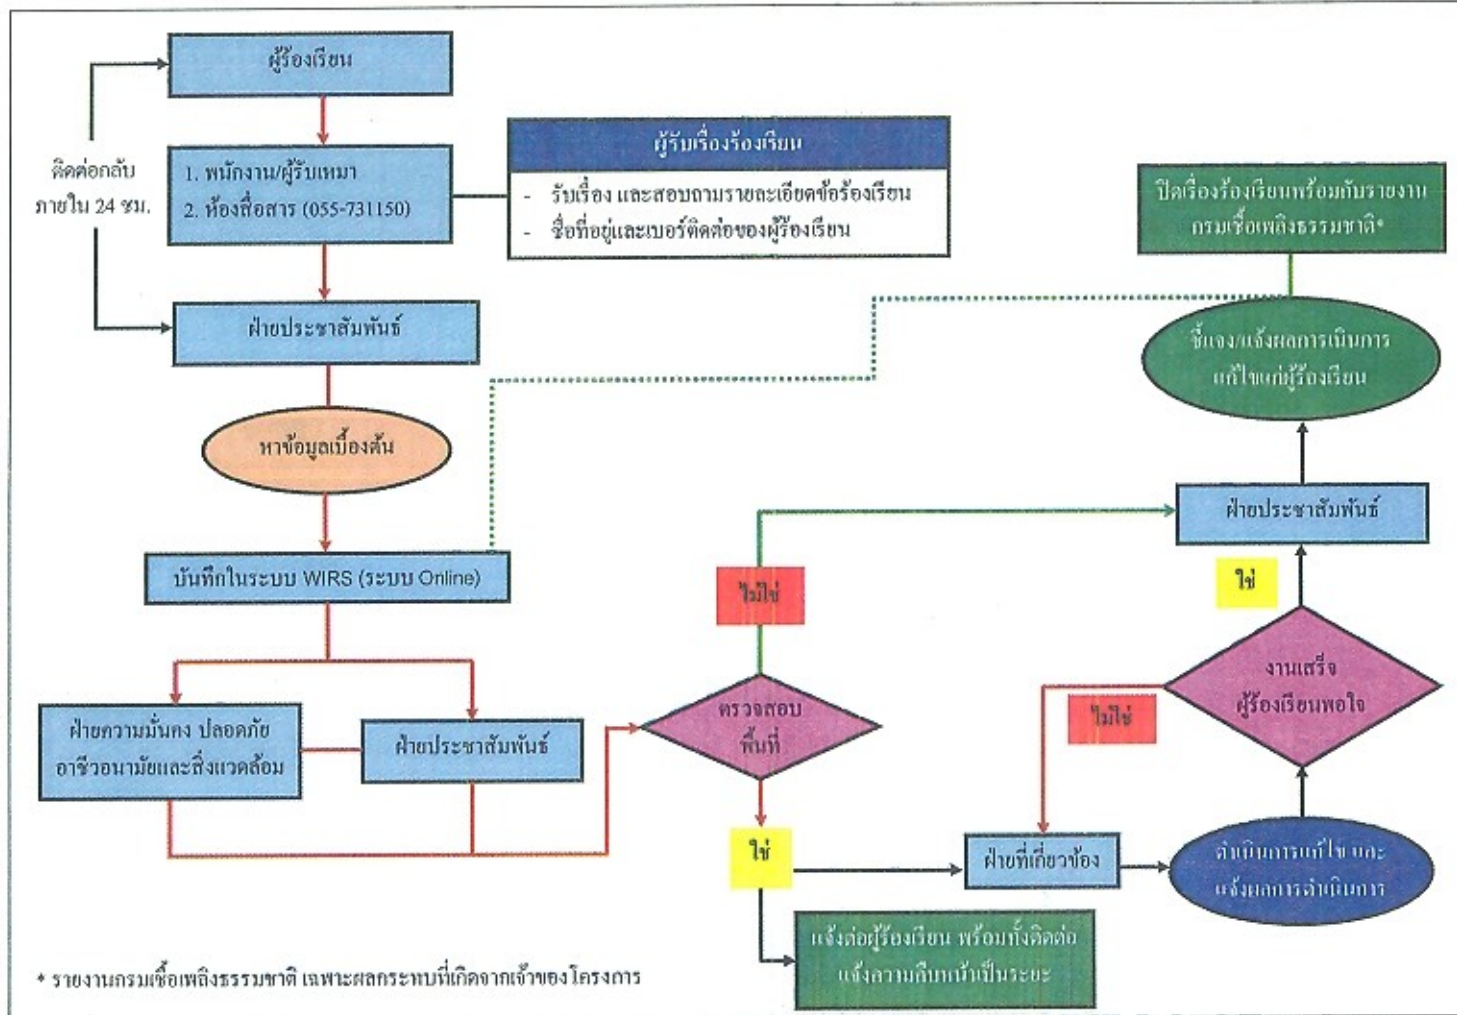 ผู้ร้องเรียน
ติดต่อกลับ
ภายใน 24 ชม.
1. พนักงาน/ผู้รับเหมา
2. ห้องสื่อสาร (055-731150)
ผู้รับเรื่องร้องเรียน
- รับเรื่อง และสอบถามรายละเอียดข้อร้องเรียน
- ชื่อที่อยู่และเบอร์ติดต่อของผู้ร้องเรียน
ฝ่ายประชาสัมพันธ์
หาข้อมูลเบื้องต้น
บันทึกในระบบ WIRS (ระบบ Online)
ฝ่ายความมั่นคง ปลอดภัย
อาชีวอนามัยและสิ่งแวดล้อม
ฝ่ายประชาสัมพันธ์
ตรวจสอบ
พื้นที่
ไม่ใช่
ใช่
แจ้งต่อผู้ร้องเรียน พร้อมทั้งติดต่อ
แจ้งความคืบหน้าเป็นระยะ
ฝ่ายที่เกี่ยวข้อง
ดำเนินการแก้ไข และ
แจ้งผลการดำเนินการ
งานเสร็จ
ผู้ร้องเรียนพอใจ
ไม่ใช่
ใช่
ฝ่ายประชาสัมพันธ์
ชี้แจง/แจ้งผลการเนินการ
แก้ไขแก่ผู้ร้องเรียน
ปิดเรื่องร้องเรียนพร้อมกับรายงาน
กรมเชื้อเพลิงธรรมชาติ*
* รายงานกรมเชื้อเพลิงธรรมชาติ เฉพาะผลกระทบที่เกิดจากเจ้าของโครงการ